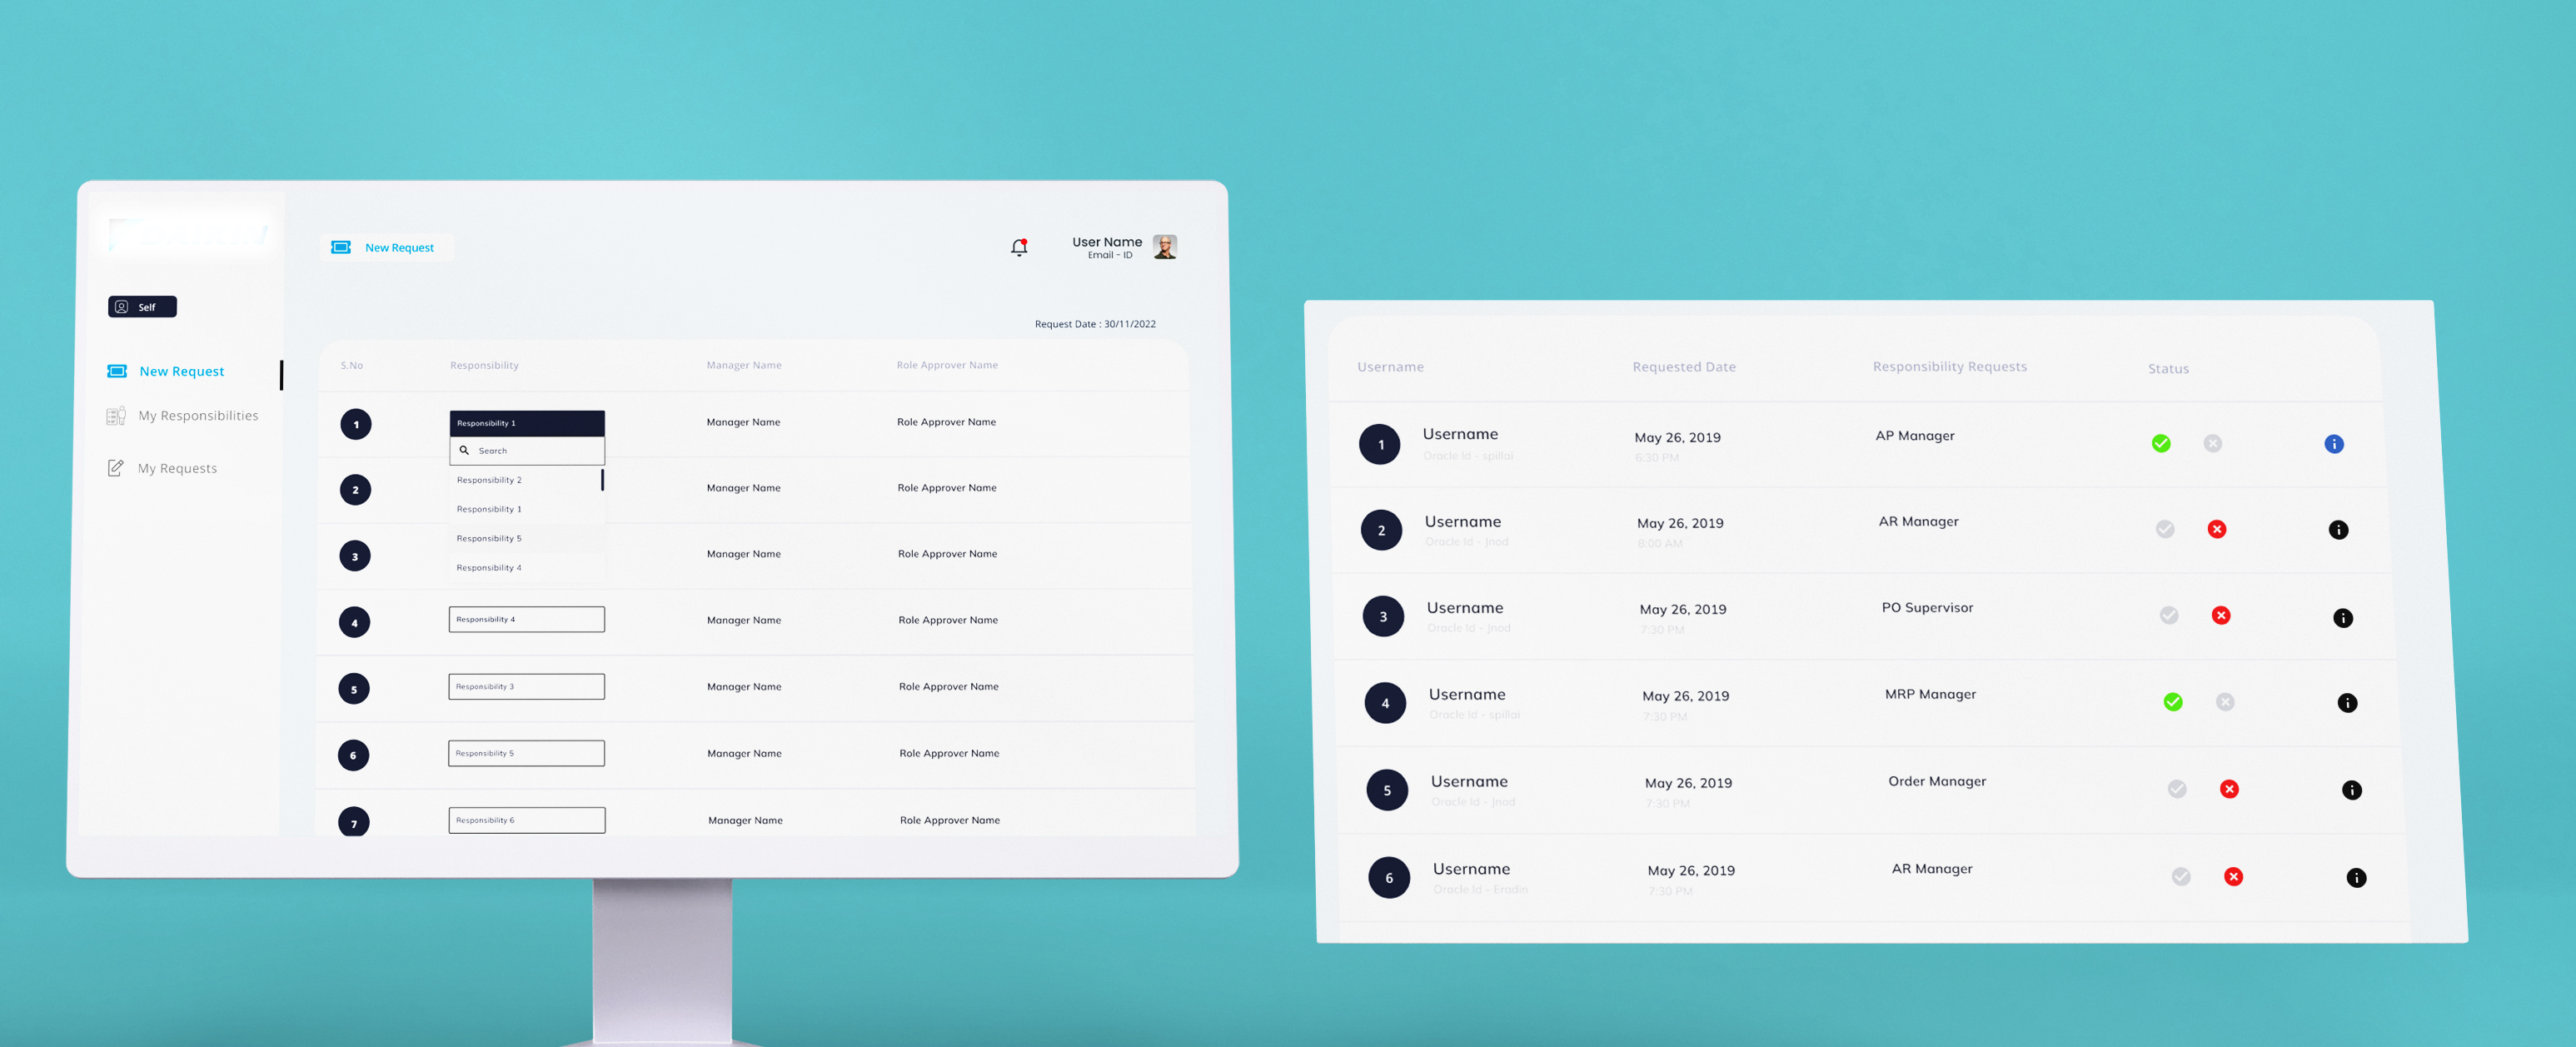 New Request
User Name
Email - ID
Self
Request Date : 30/11/2022
New Request
My Responsibilities
My Requests
S.No Responsibility Manager Name Role Approver Name
1 Responsibility 1 Manager Name Role Approver Name
Search
2 Responsibility 2 Manager Name Role Approver Name
Responsibility 1
Responsibility 5
3 Manager Name Role Approver Name
Responsibility 4
4 Responsibility 4 Manager Name Role Approver Name
5 Responsibility 3 Manager Name Role Approver Name
6 Responsibility 5 Manager Name Role Approver Name
7 Responsibility 6 Manager Name Role Approver Name
Username Requested Date Responsibility Requests Status
1 Username May 26, 2019 AP Manager
Oracle Id - spillai 6:30 PM
2 Username May 26, 2019 AR Manager
Oracle Id - Jnod 8:00 AM
3 Username May 26, 2019 PO Supervisor
Oracle Id - Jnod 7:30 PM
4 Username May 26, 2019 MRP Manager
Oracle Id - spillai 7:30 PM
5 Username May 26, 2019 Order Manager
Oracle Id - Jnod 7:30 PM
6 Username May 26, 2019 AR Manager
Oracle Id - Eradin 7:30 PM